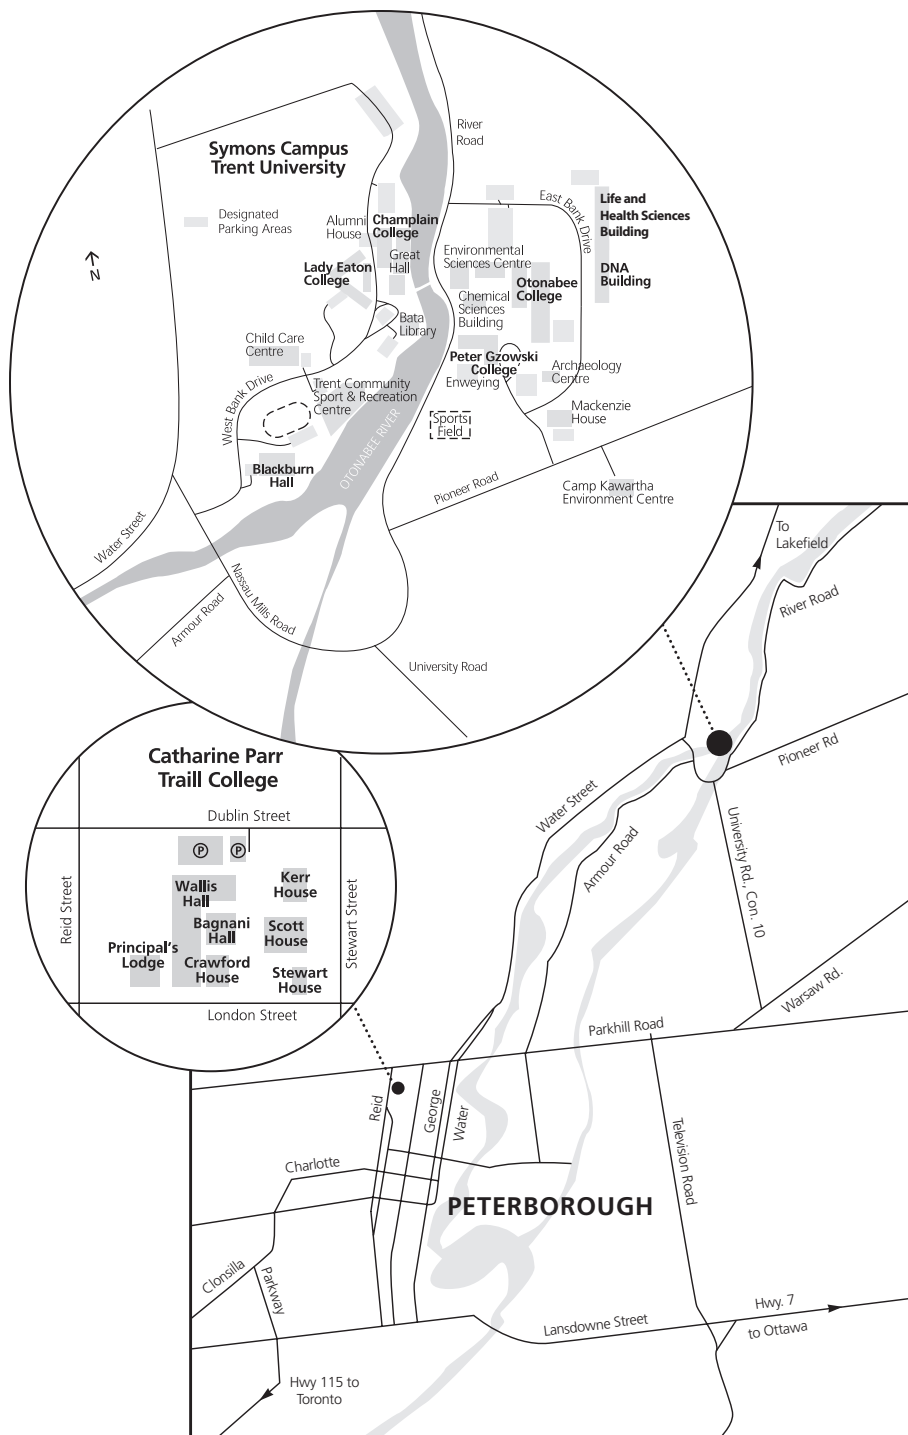 River
Road
Symons Campus
Trent University
Designated
Parking Areas
Alumni
House
Champlain
College
Great
Hall
Lady Eaton
College
East Bank Drive
Life and
Health Sciences
Building
DNA
Building
Environmental
Sciences Centre
Otonabee
College
Chemical
Sciences
Building
N
Bata
Library
Child Care
Centre
Peter Gzowski
College
Enweying
Archaeology
Centre
Trent Community
Sport & Recreation
Centre
West Bank Drive
Mackenzie
House
Sports
Field
OTONABEE RIVER
Blackburn
Hall
Pioneer Road
Camp Kawartha
Environment Centre
Water Street
Nassau Mills Road
Armour Road
University Road
To
Lakefield
River Road
Pioneer Rd
Water Street
Armour Road
University Rd., Con. 10
Warsaw Rd.
Catharine Parr
Traill College
Dublin Street
P
P
Reid Street
Stewart Street
Wallis
Hall
Kerr
House
Bagnani
Hall
Scott
House
Principal's
Lodge
Crawford
House
Stewart
House
London Street
Parkhill Road
Reid
George
Water
Television Road
Charlotte
PETERBOROUGH
Clonsilla
Parkway
Lansdowne Street
Hwy. 7
to Ottawa
Hwy 115 to
Toronto